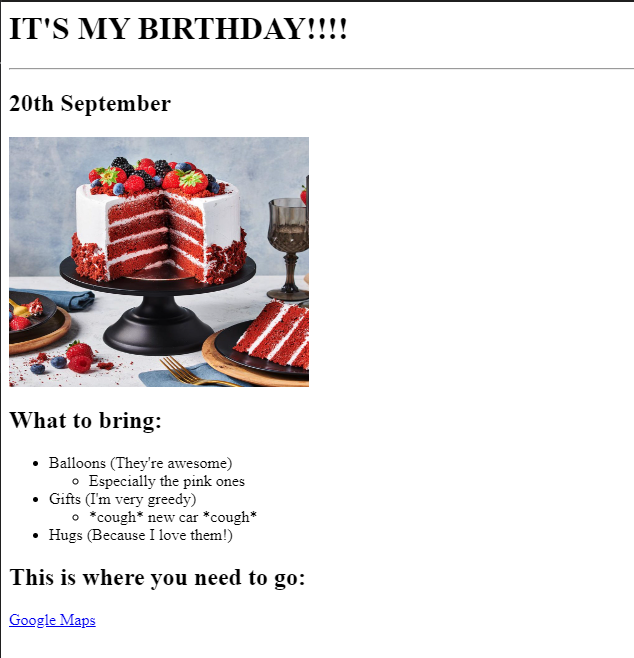 IT'S MY BIRTHDAY!!!!
20th September
What to bring:
Balloons (They're awesome)
Especially the pink ones
Gifts (I'm very greedy)
*cough* new car *cough*
Hugs (Because I love them!)
This is where you need to go:
Google Maps